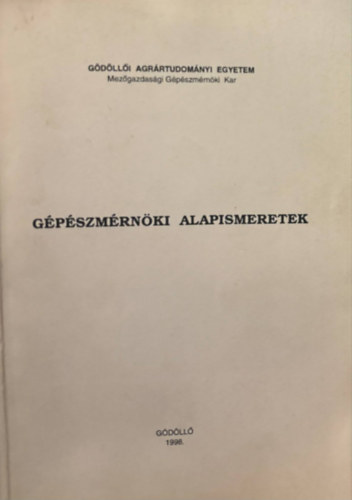 GÖDÖLLŐI AGRÁRTUDOMÁNYI EGYETEM
Mezőgazdasági Gépészmérnöki Kar
GÉPÉSZMÉRNÖKI ALAPISMERETEK
GÖDÖLLŐ
1998.